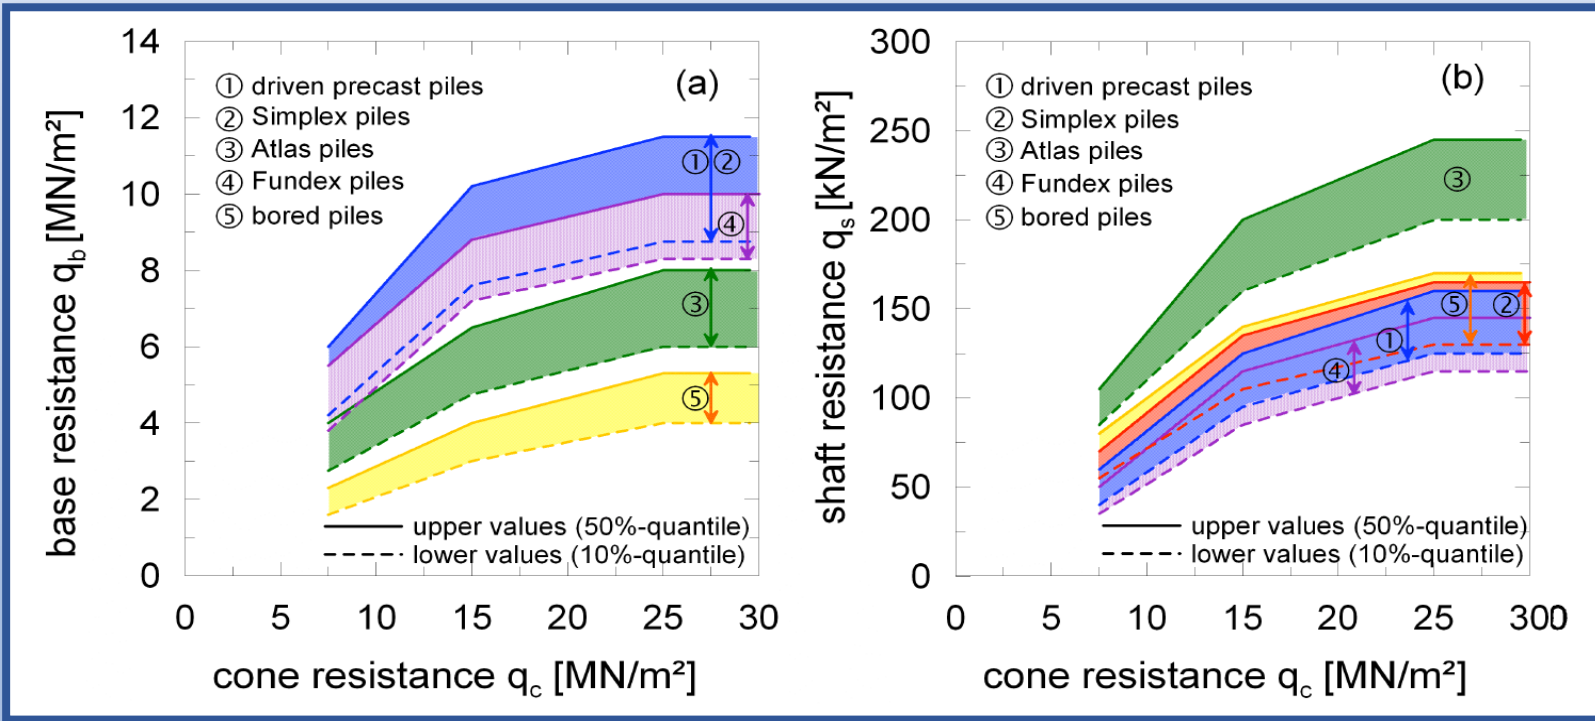 14
12
10
8
6
4
2
0
base resistance q_b [MN/m²]
① driven precast piles
② Simplex piles
③ Atlas piles
④ Fundex piles
⑤ bored piles
(a)
①②
④
③
⑤
upper values (50%-quantile)
lower values (10%-quantile)
0 5 10 15 20 25 30
cone resistance q_c [MN/m²]
300
250
200
150
100
50
0
shaft resistance q_s [kN/m²]
① driven precast piles
② Simplex piles
③ Atlas piles
④ Fundex piles
⑤ bored piles
(b)
③
⑤ ②
①
④
upper values (50%-quantile)
lower values (10%-quantile)
0 5 10 15 20 25 300
cone resistance q_c [MN/m²]